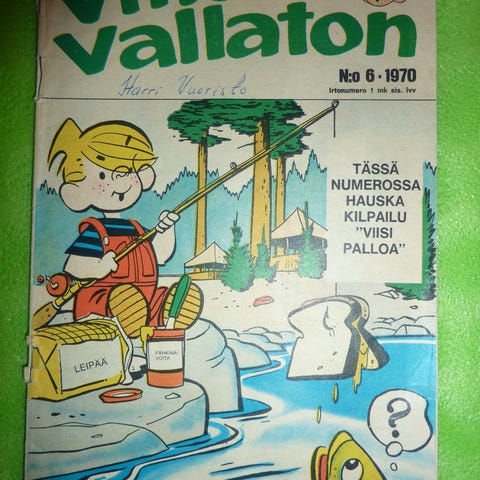 Vallaton
Harri Vuoristo
N:o 6 • 1970
Irtonumero 1 mk sis. lvv
TÄSSÄ
NUMEROSSA
HAUSKA
KILPAILU
"VIISI
PALLOA"
LEIPÄÄ
PÄHKINÄ-
VOITA
?